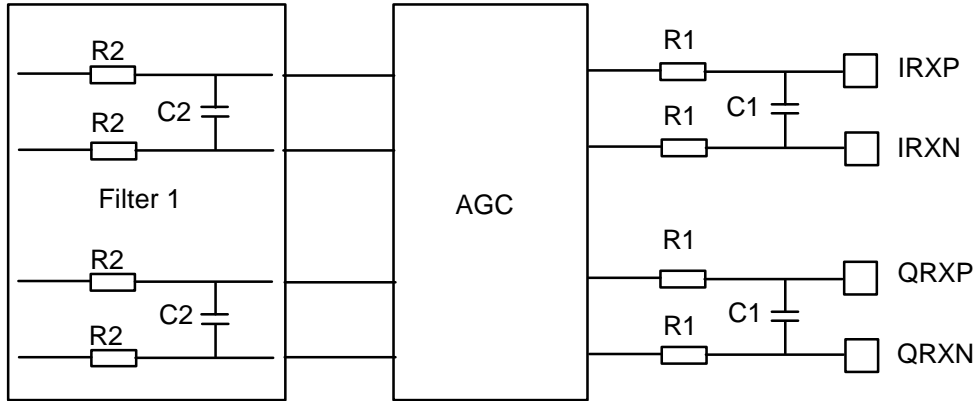 R2
C2
R2
Filter 1
R2
C2
R2
AGC
R1
C1
R1
R1
C1
R1
IRXP
IRXN
QRXP
QRXN